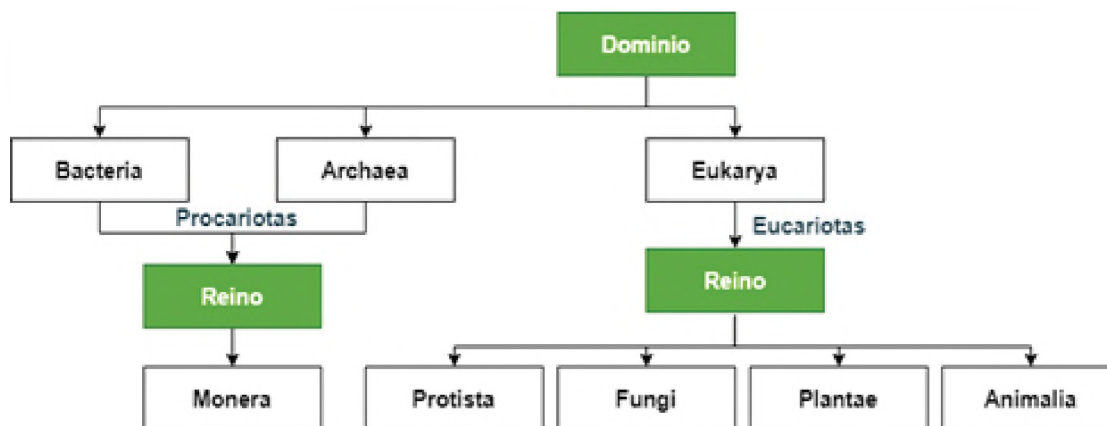 Dominio
Bacteria
Archaea
Eukarya
Procariotas
Eucariotas
Reino
Reino
Monera
Protista
Fungi
Plantae
Animalia